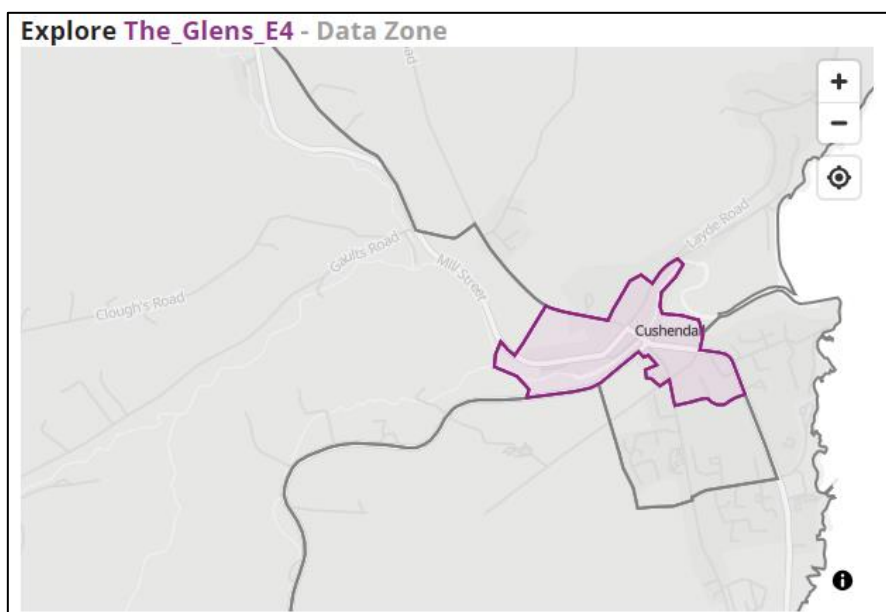 Explore The_Glens_E4 - Data Zone
+
−
Layde Road
Gaults Road
Mill Street
Clough's Road
Cushendall
i